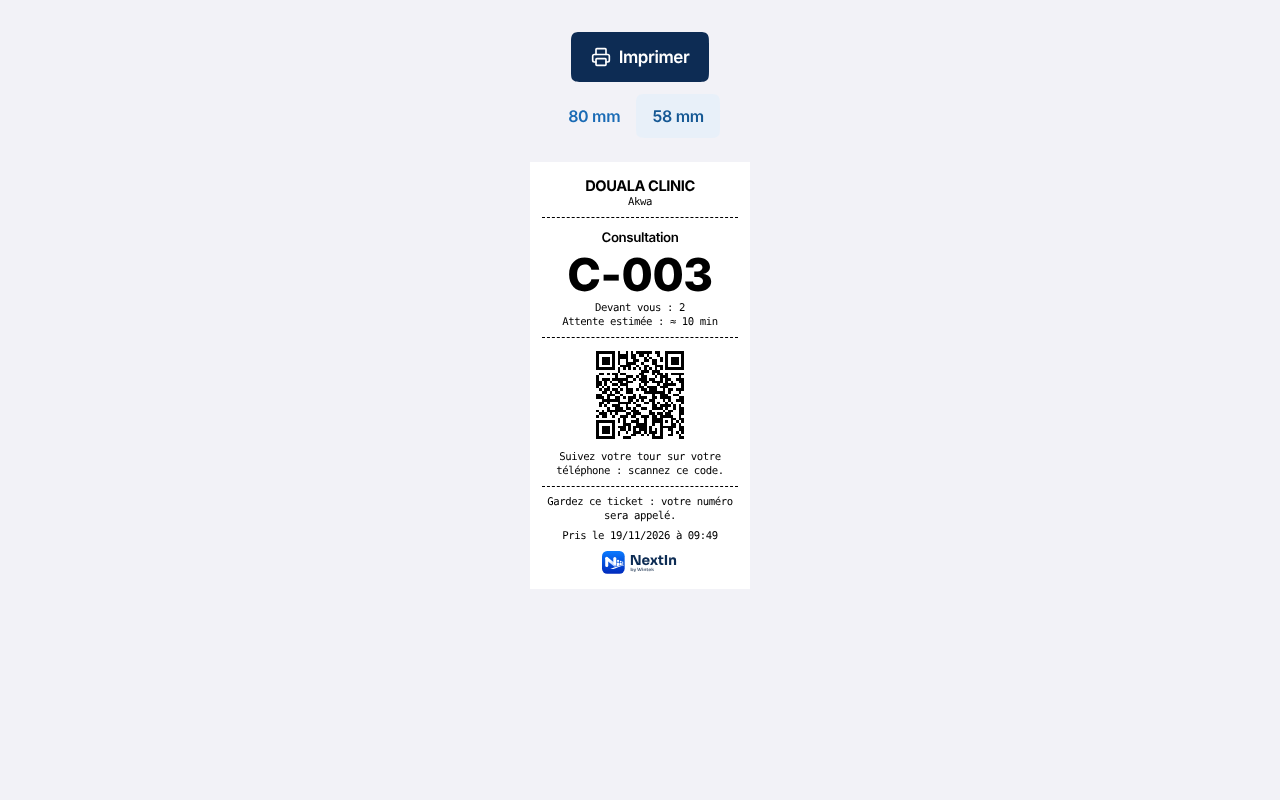 Imprimer
80 mm
58 mm
DOUALA CLINIC
Akwa
Consultation
C-003
Devant vous : 2
Attente estimée : ≈ 10 min
Suivez votre tour sur votre
téléphone : scannez ce code.
Gardez ce ticket : votre numéro
sera appelé.
Pris le 19/11/2026 à 09:49
NextIn